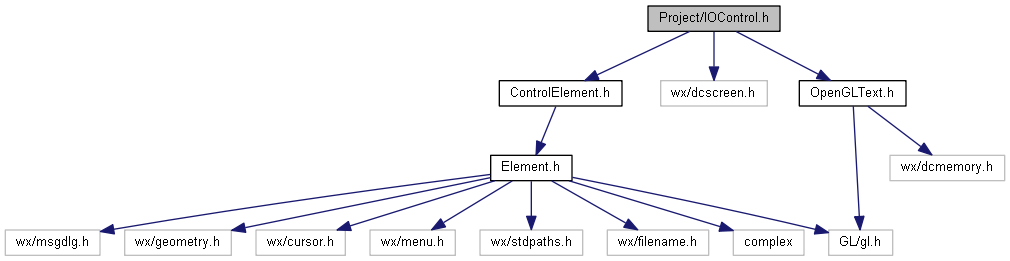 Project/IOControl.h
ControlElement.h
wx/dcscreen.h
OpenGLText.h
Element.h
wx/dcmemory.h
wx/msgdlg.h
wx/geometry.h
wx/cursor.h
wx/menu.h
wx/stdpaths.h
wx/filename.h
complex
GL/gl.h